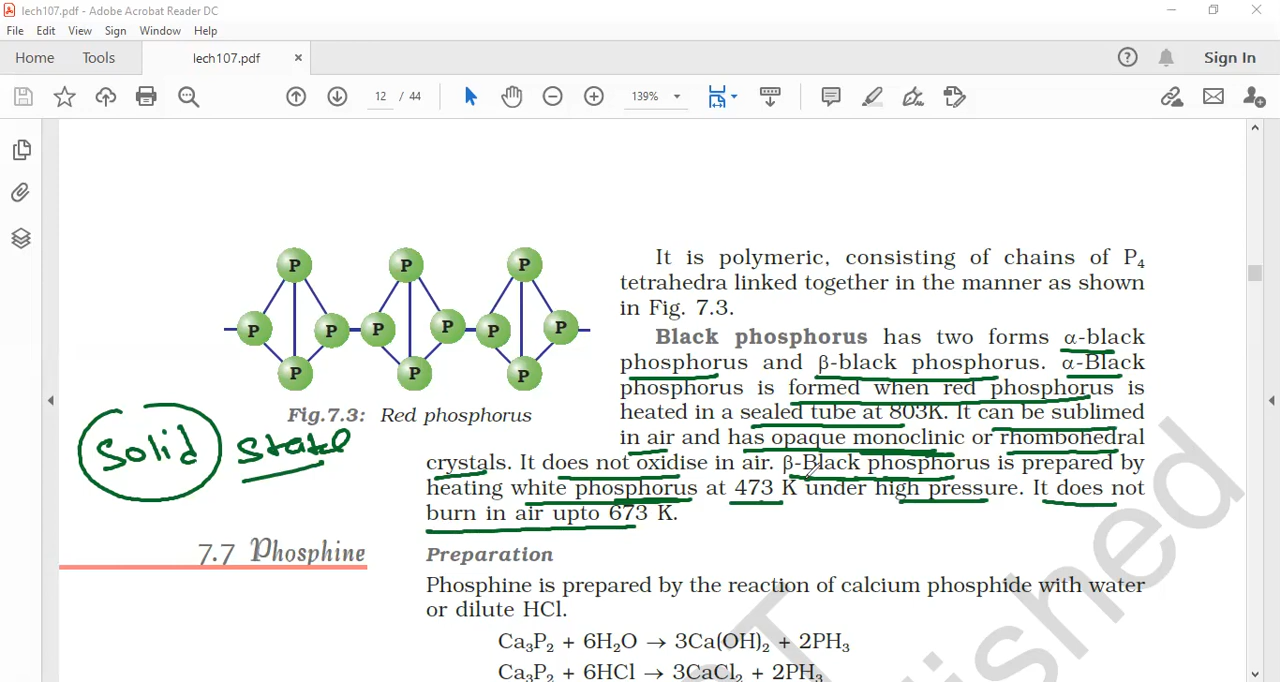 lech107.pdf - Adobe Acrobat Reader DC
File Edit View Sign Window Help
Home Tools lech107.pdf × Sign In
12 / 44 139%
P P P
P P P P P P
P P P
Fig.7.3: Red phosphorus
Solid state
It is polymeric, consisting of chains of P₄
tetrahedra linked together in the manner as shown
in Fig. 7.3.
Black phosphorus has two forms α-black
phosphorus and β-black phosphorus. α-Black
phosphorus is formed when red phosphorus is
heated in a sealed tube at 803K. It can be sublimed
in air and has opaque monoclinic or rhombohedral
crystals. It does not oxidise in air. β-Black phosphorus is prepared by
heating white phosphorus at 473 K under high pressure. It does not
burn in air upto 673 K.
7.7 Phosphine
Preparation
Phosphine is prepared by the reaction of calcium phosphide with water
or dilute HCl.
Ca₃P₂ + 6H₂O → 3Ca(OH)₂ + 2PH₃
Ca₃P₂ + 6HCl → 3CaCl₂ + 2PH₃